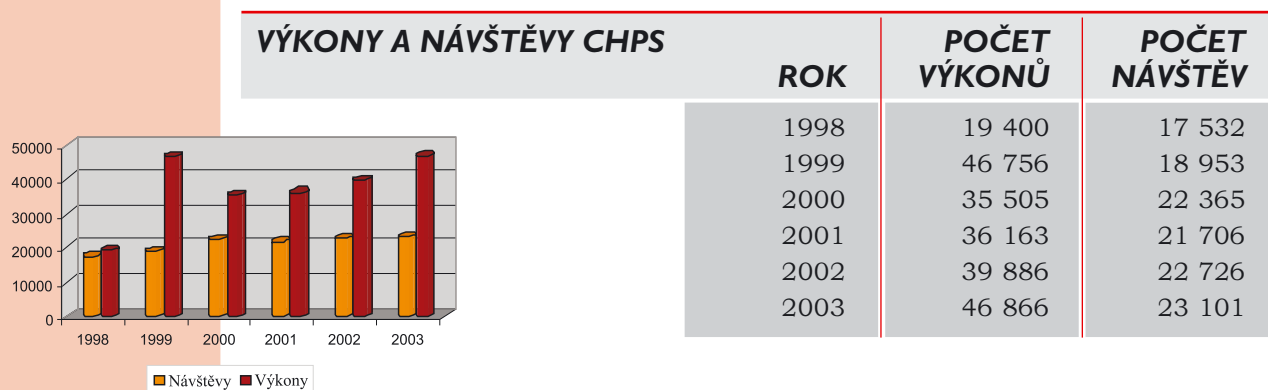 VÝKONY A NÁVŠTĚVY CHPS
ROK
POČET VÝKONŮ
POČET NÁVŠTĚV
1998 19 400 17 532
1999 46 756 18 953
2000 35 505 22 365
2001 36 163 21 706
2002 39 886 22 726
2003 46 866 23 101
50000
40000
30000
20000
10000
0
1998 1999 2000 2001 2002 2003
Návštěvy Výkony